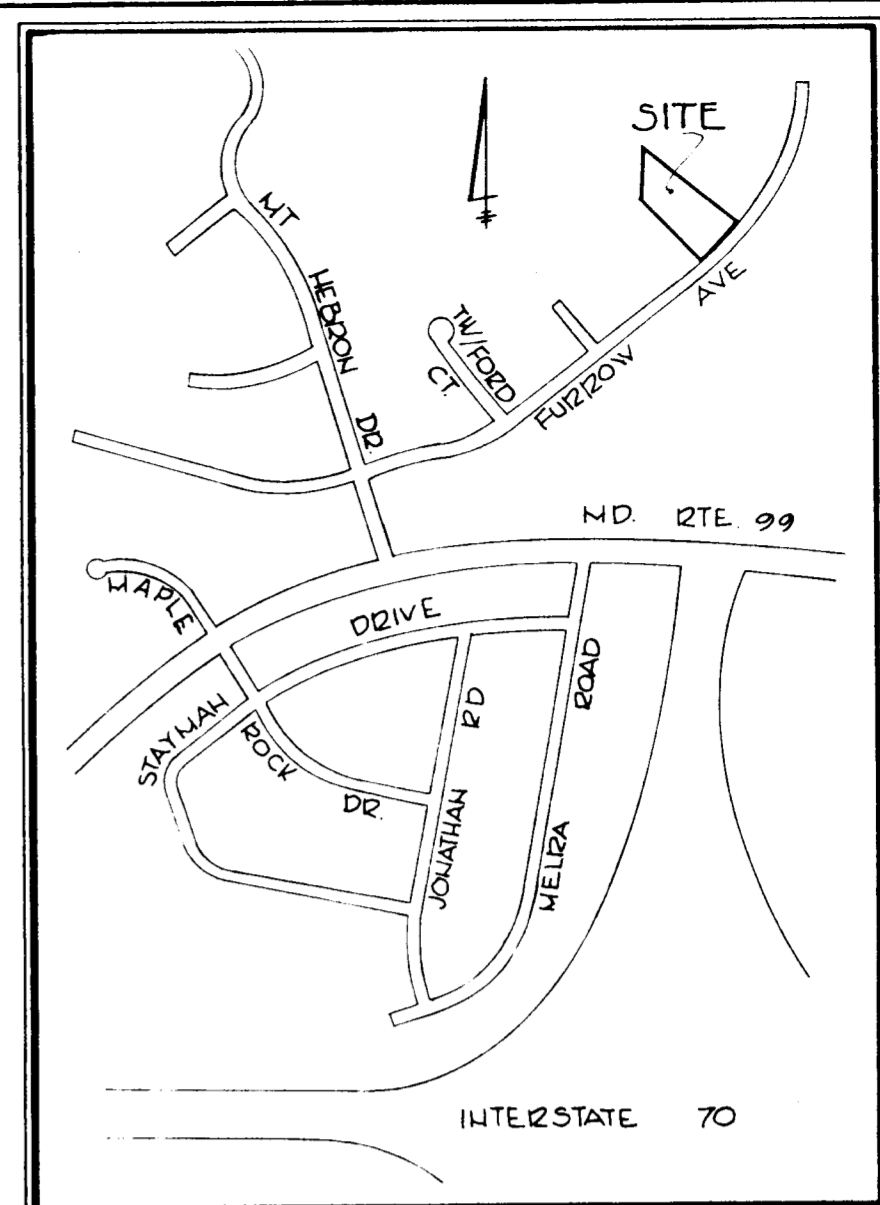 SITE
MT
HEBRON
DR.
TWIFORD
CT.
FURROW
AVE
MD. RTE. 99
MAPLE
ROCK
DR.
STAYMAN
DRIVE
JONATHAN
RD
MELRA
ROAD
INTERSTATE 70